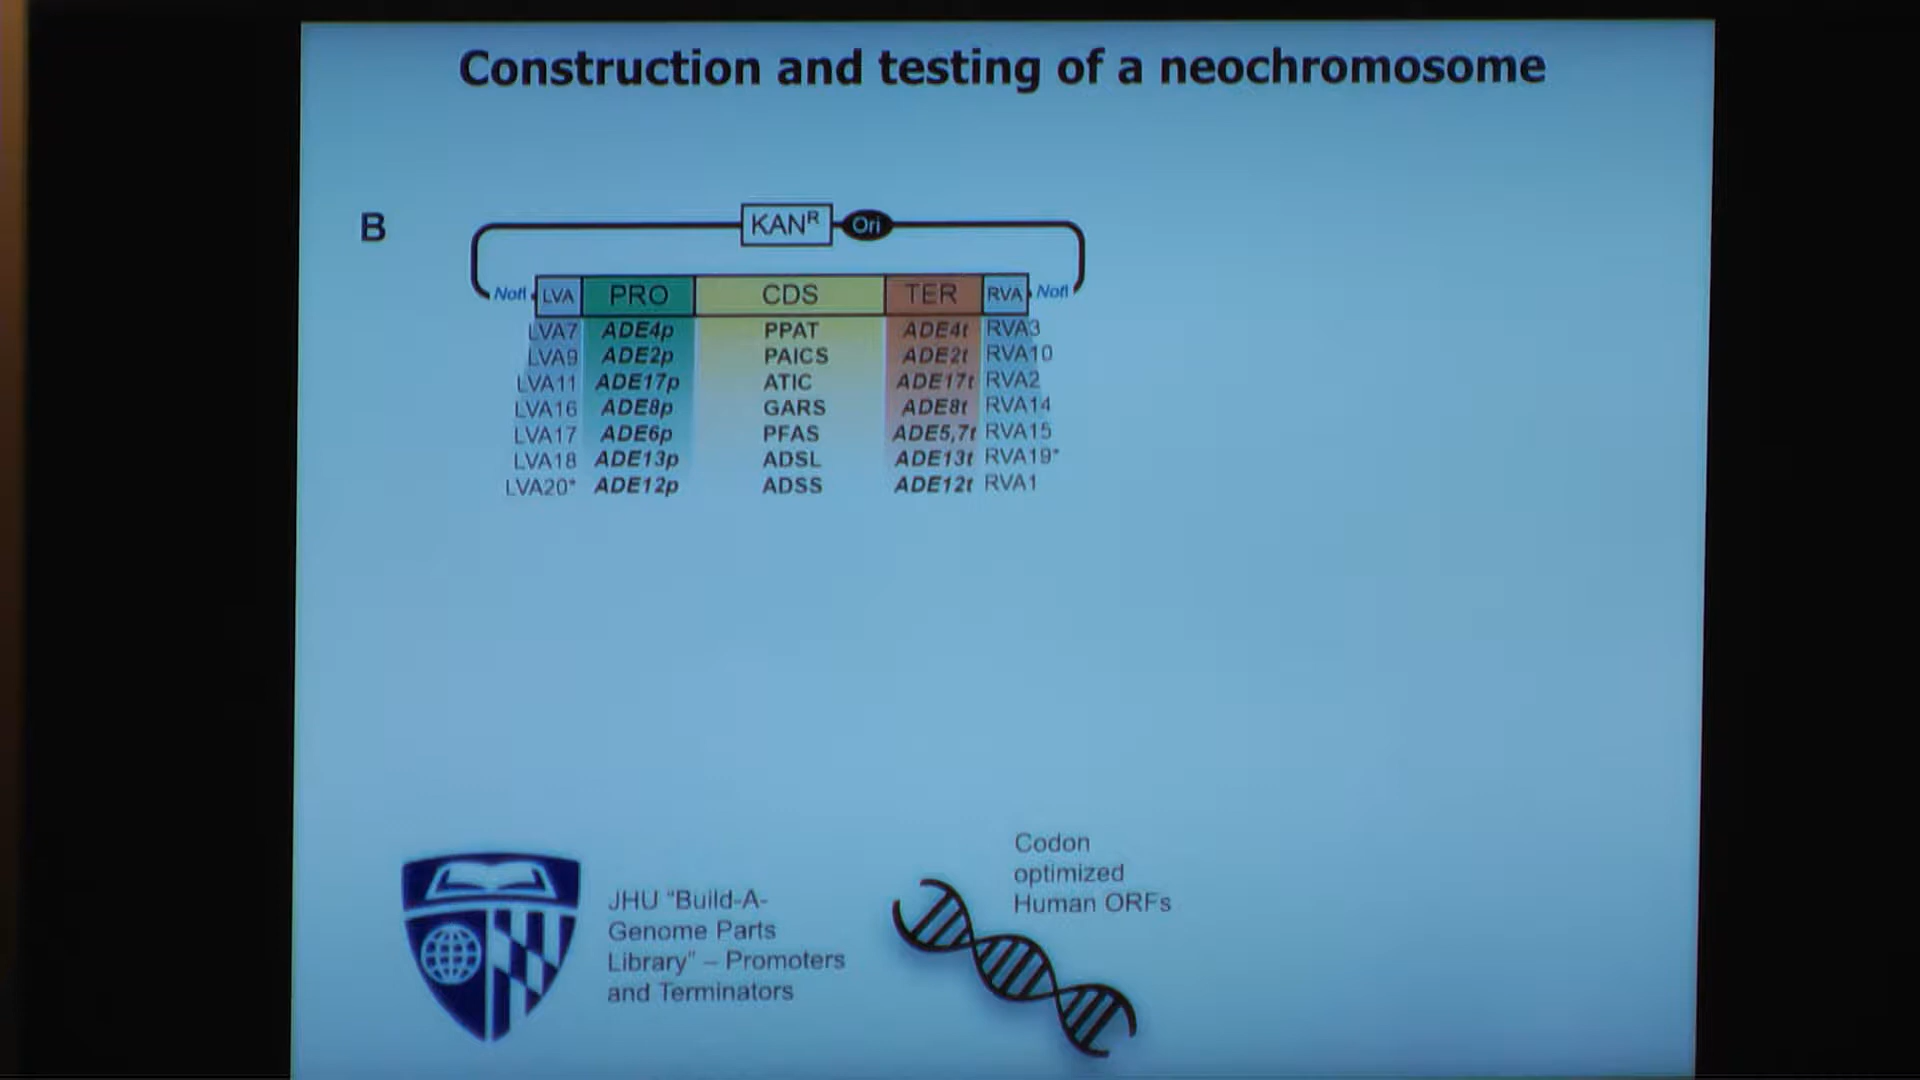 Construction and testing of a neochromosome
B
KANᴿ Ori
NotI LVA PRO CDS TER RVA NotI
LVA7 ADE4p PPAT ADE4t RVA3
LVA9 ADE2p PAICS ADE2t RVA10
LVA11 ADE17p ATIC ADE17t RVA2
LVA16 ADE8p GARS ADE8t RVA14
LVA17 ADE6p PFAS ADE5,7t RVA15
LVA18 ADE13p ADSL ADE13t RVA19*
LVA20* ADE12p ADSS ADE12t RVA1
JHU "Build-A-
Genome Parts
Library" – Promoters
and Terminators
Codon
optimized
Human ORFs